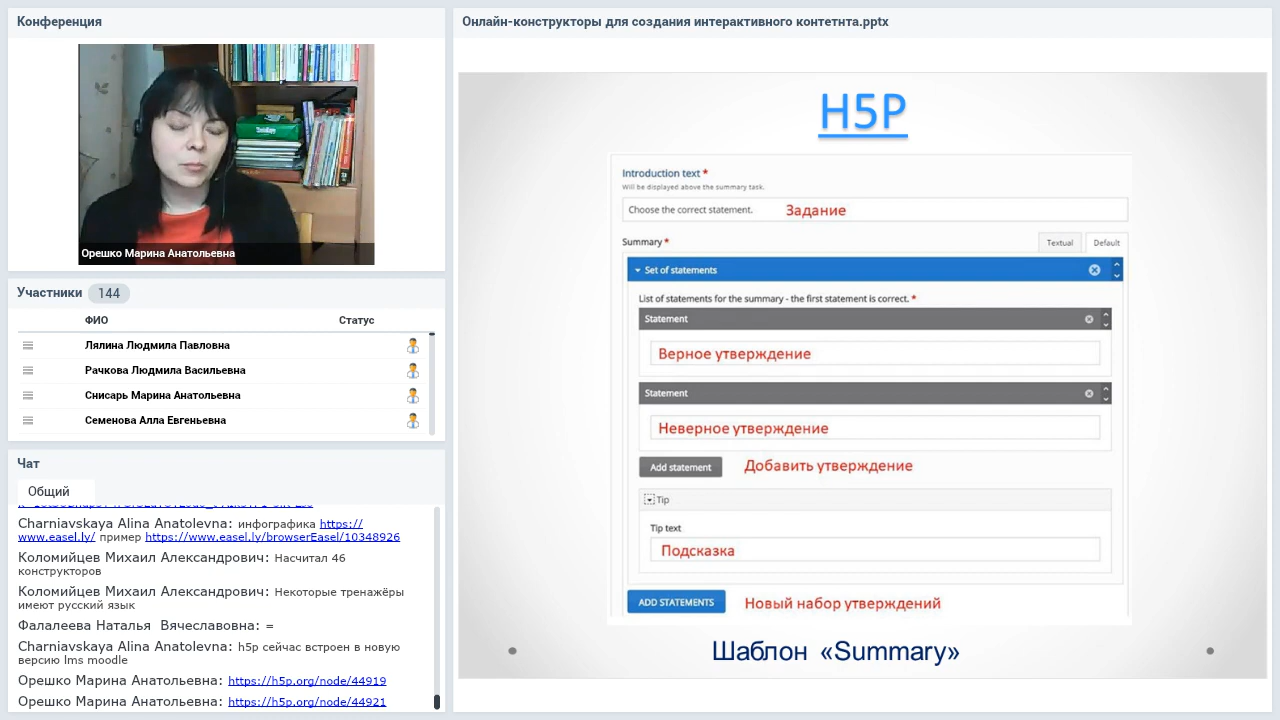 Конференция
Орешко Марина Анатольевна
Участники 144
ФИО Статус
Лялина Людмила Павловна
Рачкова Людмила Васильевна
Снисарь Марина Анатольевна
Семенова Алла Евгеньевна
Чат
Общий
Charniavskaya Alina Anatolevna: инфографика https://
www.easel.ly/ пример https://www.easel.ly/browserEasel/10348926
Коломийцев Михаил Александрович: Насчитал 46
конструкторов
Коломийцев Михаил Александрович: Некоторые тренажёры
имеют русский язык
Фалалеева Наталья Вячеславовна: =
Charniavskaya Alina Anatolevna: h5p сейчас встроен в новую
версию lms moodle
Орешко Марина Анатольевна: https://h5p.org/node/44919
Орешко Марина Анатольевна: https://h5p.org/node/44921
Онлайн-конструкторы для создания интерактивного контетнта.pptx
H5P
Introduction text *
Will be displayed above the summary task.
Choose the correct statement. Задание
Summary * Textual Default
Set of statements
List of statements for the summary - the first statement is correct. *
Statement
Верное утверждение
Statement
Неверное утверждение
Add statement Добавить утверждение
Tip
Tip text
Подсказка
ADD STATEMENTS Новый набор утверждений
Шаблон «Summary»